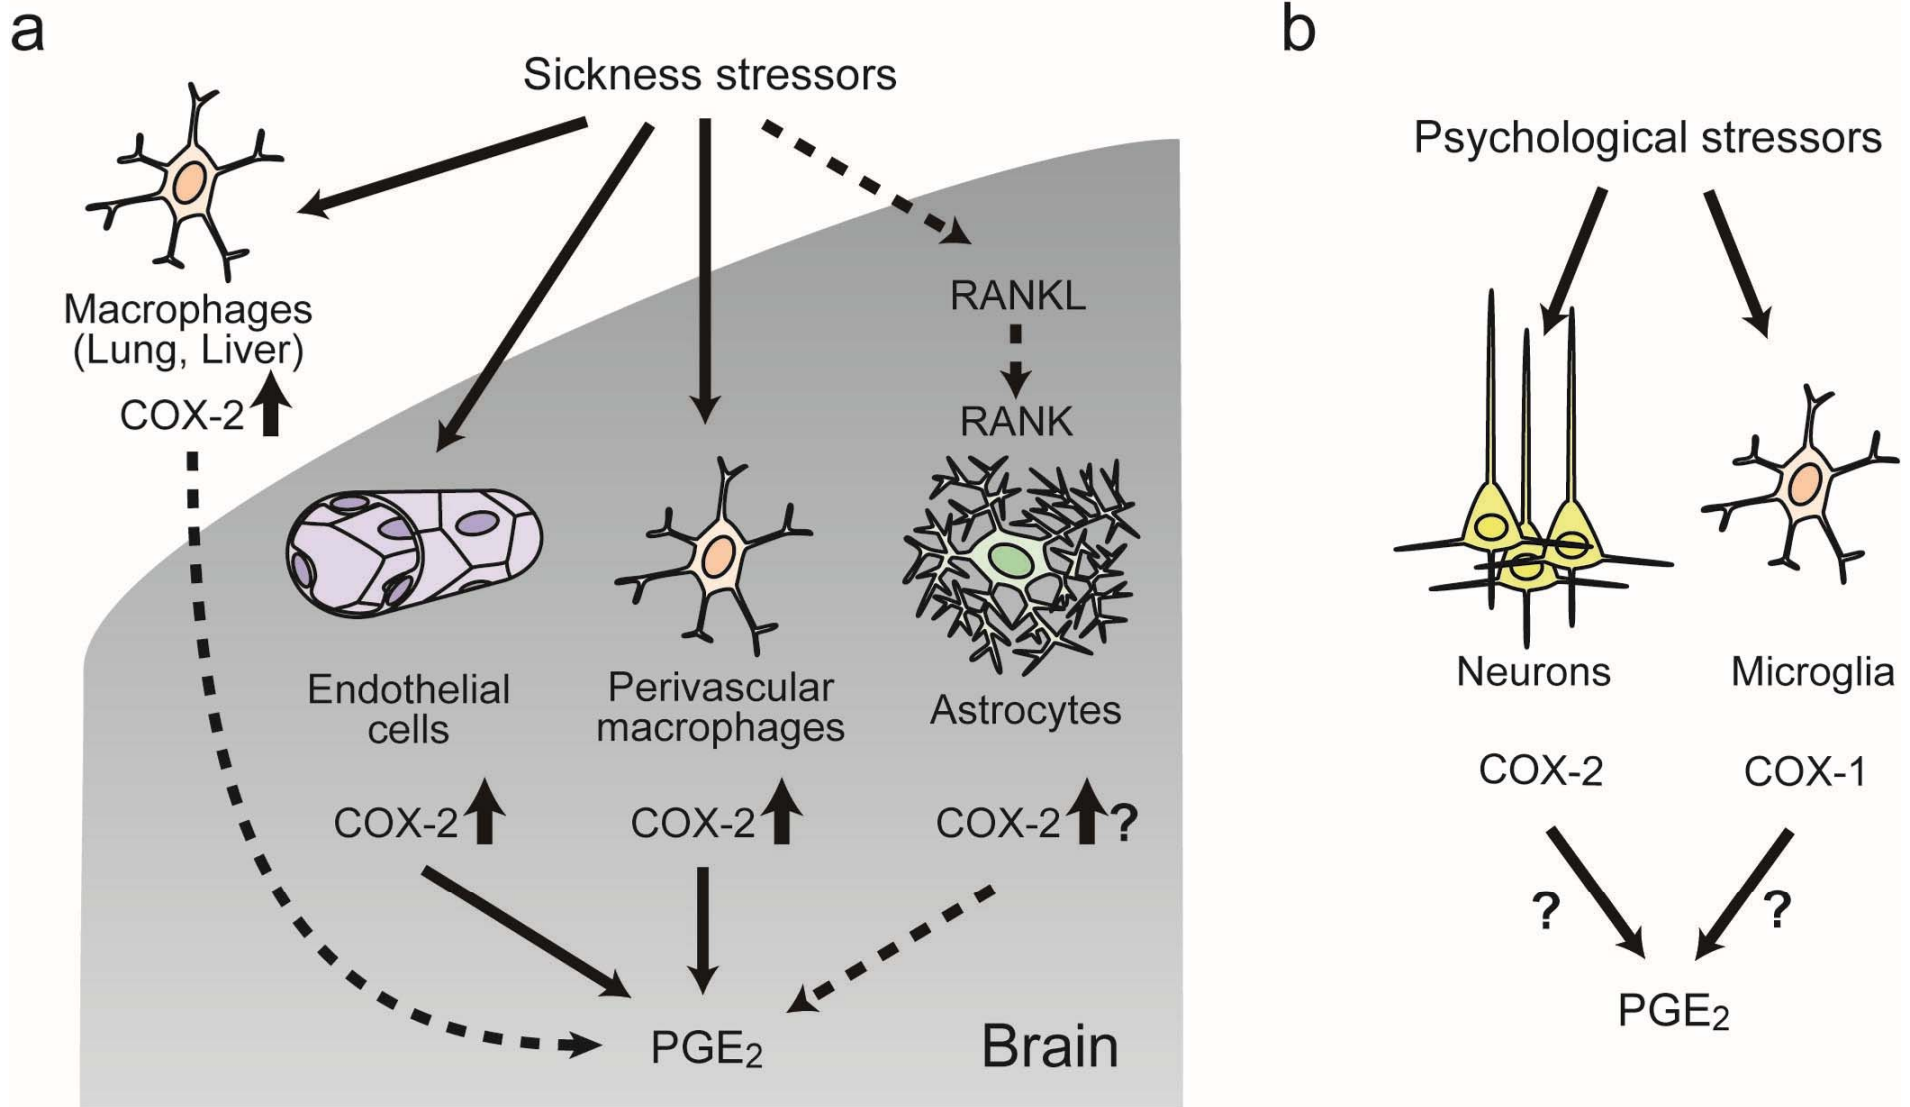 a
Sickness stressors
Macrophages
(Lung, Liver)
COX-2
RANKL
RANK
Endothelial
cells
Perivascular
macrophages
Astrocytes
COX-2
COX-2
COX-2 ?
PGE2
Brain
b
Psychological stressors
Neurons
Microglia
COX-2
COX-1
?
?
PGE2